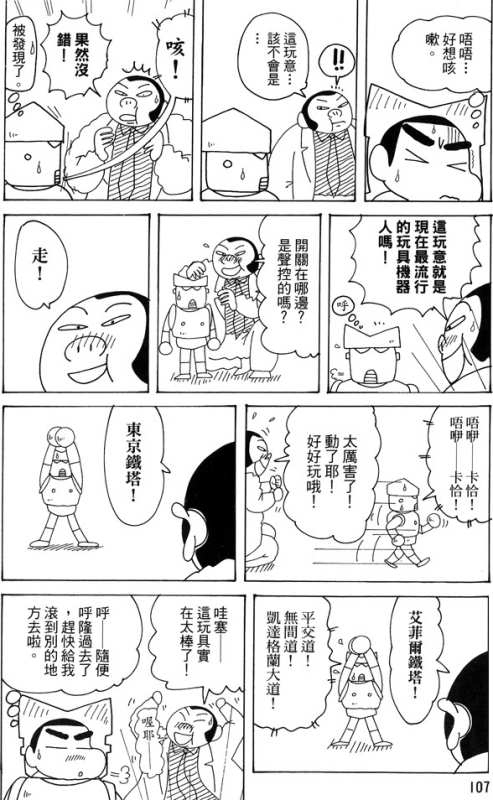 唔唔…
好想咳
嗽。
!!
這玩意…
該不會是
…
咳！
果然沒
錯！
被發現了。
這玩意就是
現在最流行
的玩具機器
人嗎！
呼
開關在哪邊？
是聲控的嗎？
走！
唔咿──卡恰！
唔咿──卡恰！
太厲害了！
動了耶！
好好玩哦！
東京鐵塔！
艾菲爾鐵塔！
平交道！
無間道！
凱達格蘭大道！
哇塞──
這玩具實
在太棒了！
喔耶
呼──隨便
呼隆過去了
，趕快給我
滾到別的地
方去啦。
107